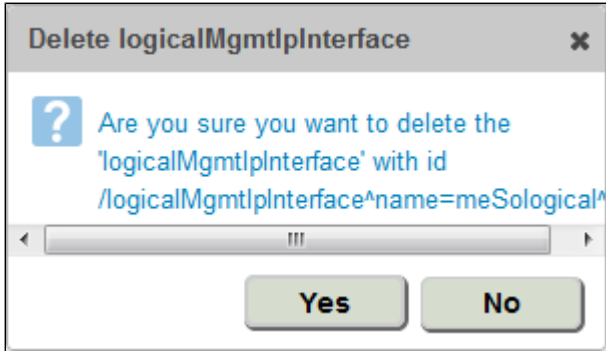 Delete logicalMgmtIpInterface
Are you sure you want to delete the
'logicalMgmtIpInterface' with id
/logicalMgmtIpInterface^name=meSological^
Yes
No